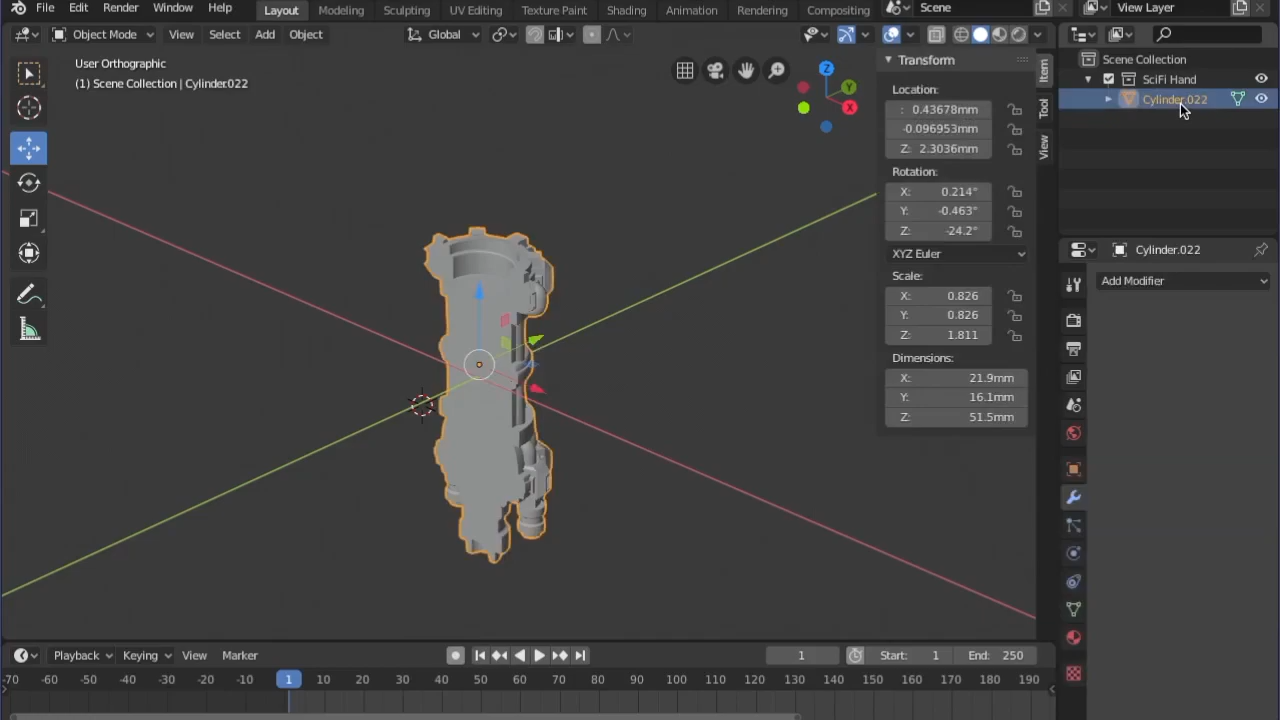 File Edit Render Window Help Layout Modeling Sculpting UV Editing Texture Paint Shading Animation Rendering Compositing Scene View Layer
Object Mode View Select Add Object Global
User Orthographic
(1) Scene Collection | Cylinder.022
Z
Y
X
Transform
Location:
: 0.43678mm
-0.096953mm
Z: 2.3036mm
Rotation:
X: 0.214°
Y: -0.463°
Z: -24.2°
XYZ Euler
Scale:
X: 0.826
Y: 0.826
Z: 1.811
Dimensions:
X: 21.9mm
Y: 16.1mm
Z: 51.5mm
Item
Tool
View
Scene Collection
SciFi Hand
Cylinder.022
Cylinder.022
Add Modifier
Playback Keying View Marker 1 Start: 1 End: 250
-70 -60 -50 -40 -30 -20 -10 1 10 20 30 40 50 60 70 80 90 100 110 120 130 140 150 160 170 180 190